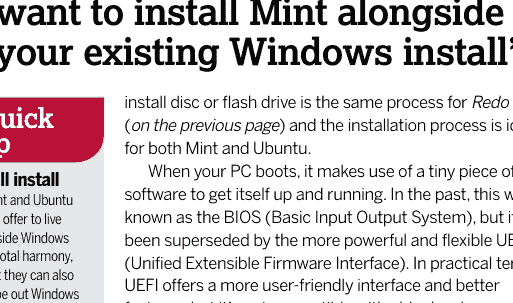 want to install Mint alongside
your existing Windows install'
uick
p
ll install
nt and Ubuntu
offer to live
side Windows
otal harmony,
t they can also
pe out Windows
install disc or flash drive is the same process for Redo
(on the previous page) and the installation process is i
for both Mint and Ubuntu.
When your PC boots, it makes use of a tiny piece of
software to get itself up and running. In the past, this w
known as the BIOS (Basic Input Output System), but i
been superseded by the more powerful and flexible UE
(Unified Extensible Firmware Interface). In practical ter
UEFI offers a more user-friendly interface and better